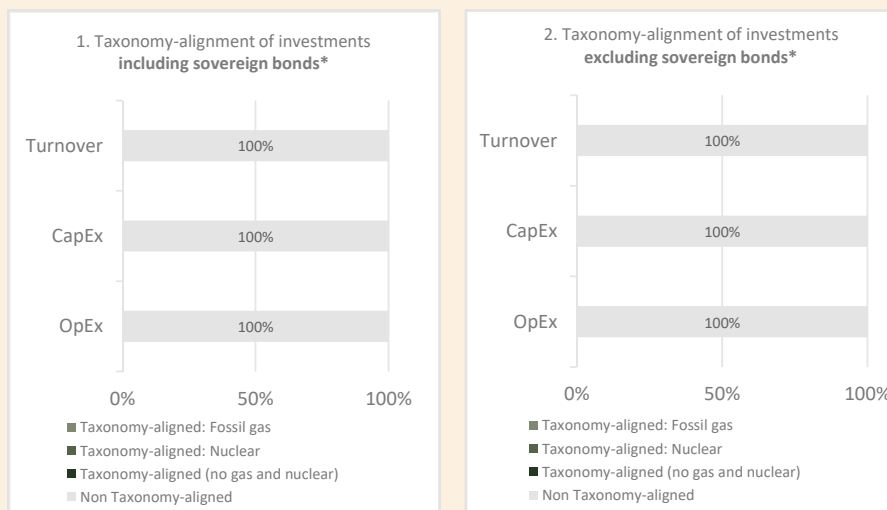 1. Taxonomy-alignment of investments
including sovereign bonds*
Turnover
100%
CapEx
100%
OpEx
100%
0%
50%
100%
Taxonomy-aligned: Fossil gas
Taxonomy-aligned: Nuclear
Taxonomy-aligned (no gas and nuclear)
Non Taxonomy-aligned
2. Taxonomy-alignment of investments
excluding sovereign bonds*
Turnover
100%
CapEx
100%
OpEx
100%
0%
50%
100%
Taxonomy-aligned: Fossil gas
Taxonomy-aligned: Nuclear
Taxonomy-aligned (no gas and nuclear)
Non Taxonomy-aligned